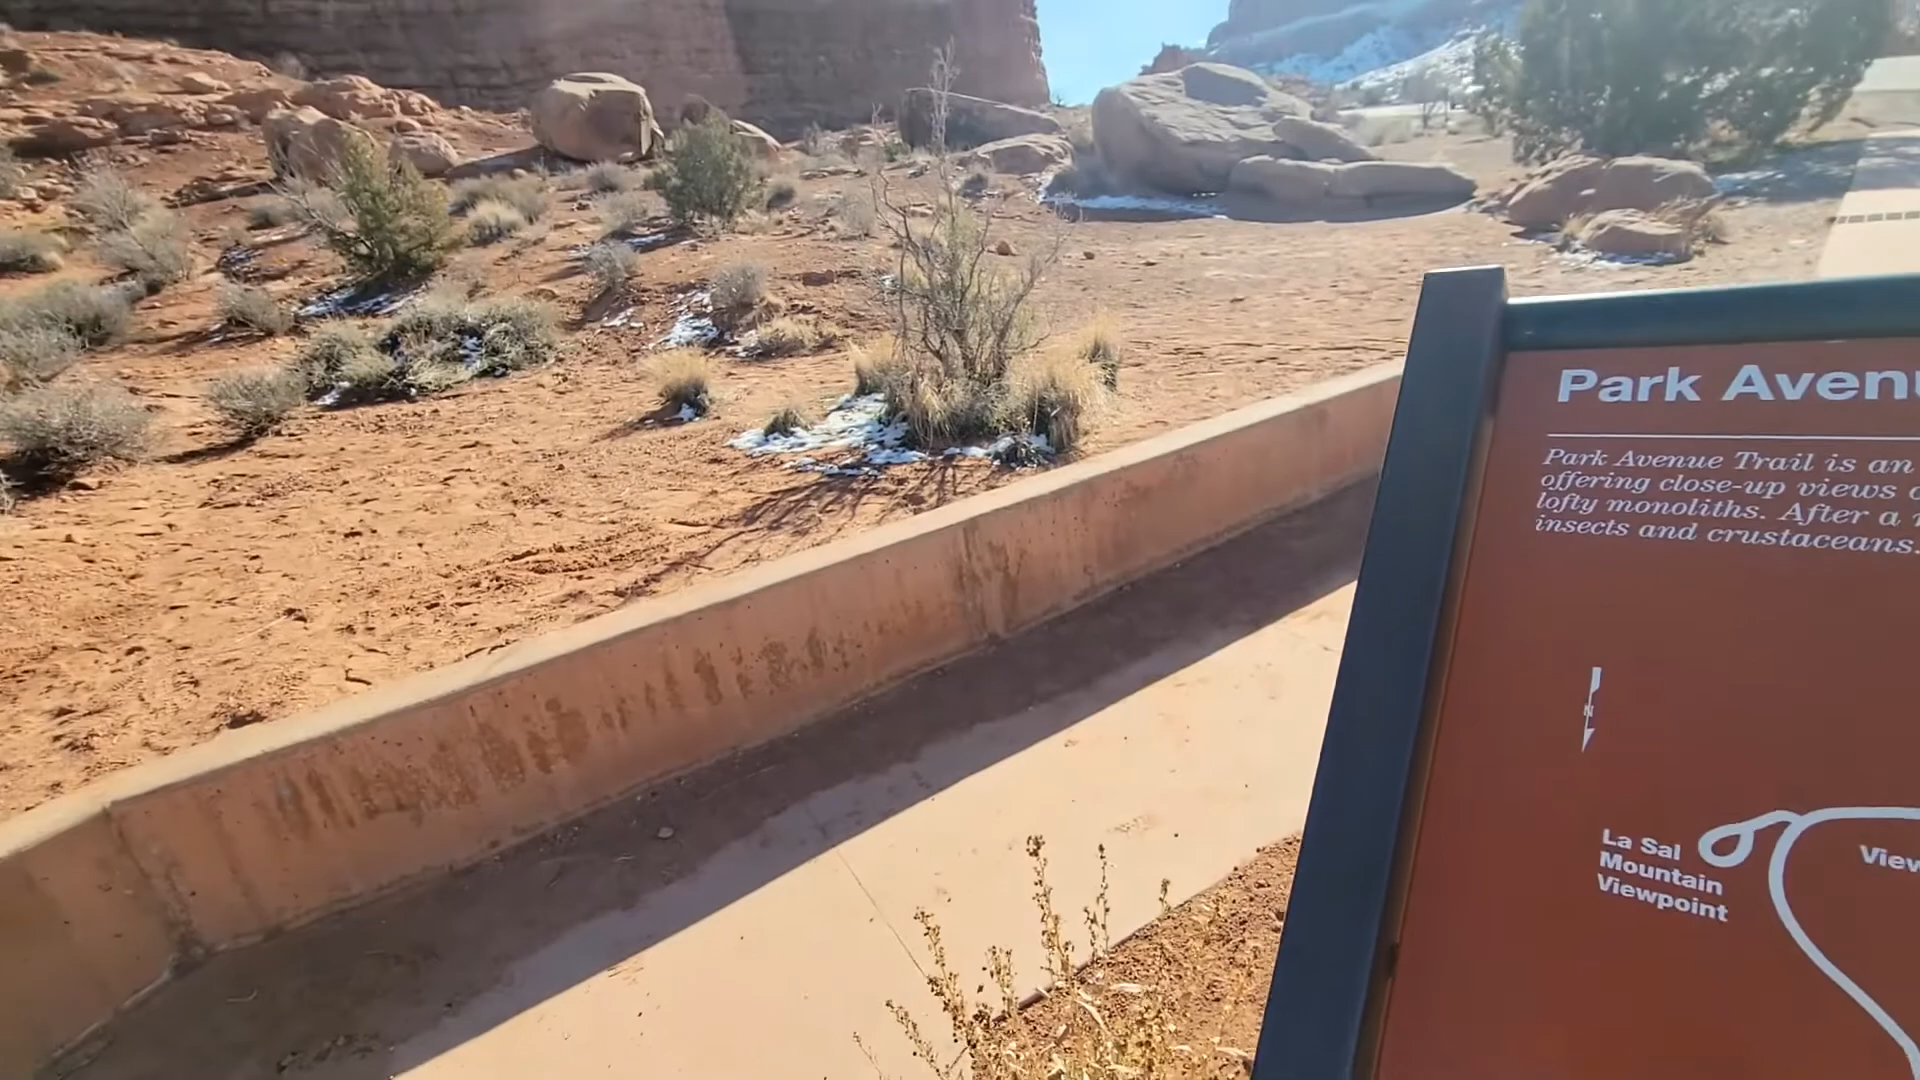 Park Aven
Park Avenue Trail is an
offering close-up views
lofty monoliths. After a
insects and crustaceans.
N
La Sal
Mountain
Viewpoint
View